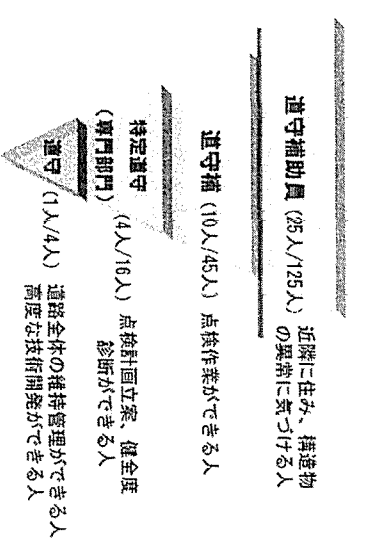 道守
(1人/4人)
道路全体の維持管理ができる人
高度な技術開発ができる人
特定道守
(専門部門)
(4人/16人)
点検計画立案、健全度
診断ができる人
道守補
(10人/45人)
点検作業ができる人
道守補助員
(25人/125人)
近隣に住み、構造物
の異常に気づける人